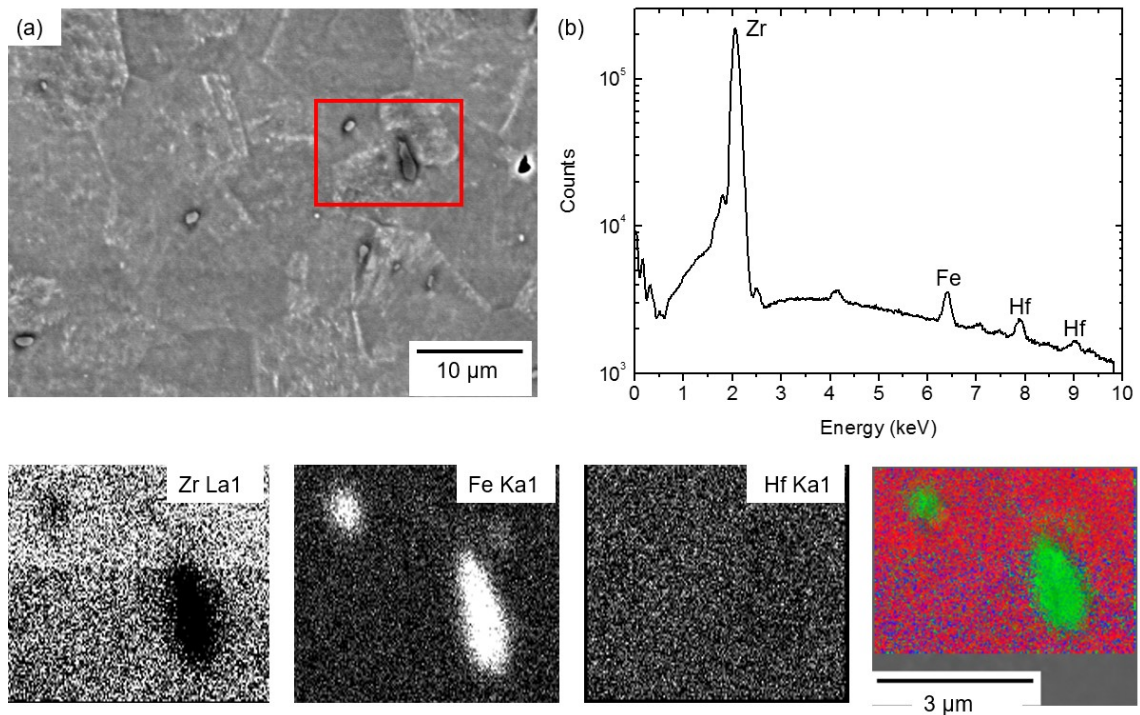 (a)
10 µm
(b)
Zr
Fe
Hf
Hf
Counts
10⁵
10⁴
10³
0 1 2 3 4 5 6 7 8 9 10
Energy (keV)
Zr La1
Fe Ka1
Hf Ka1
3 µm